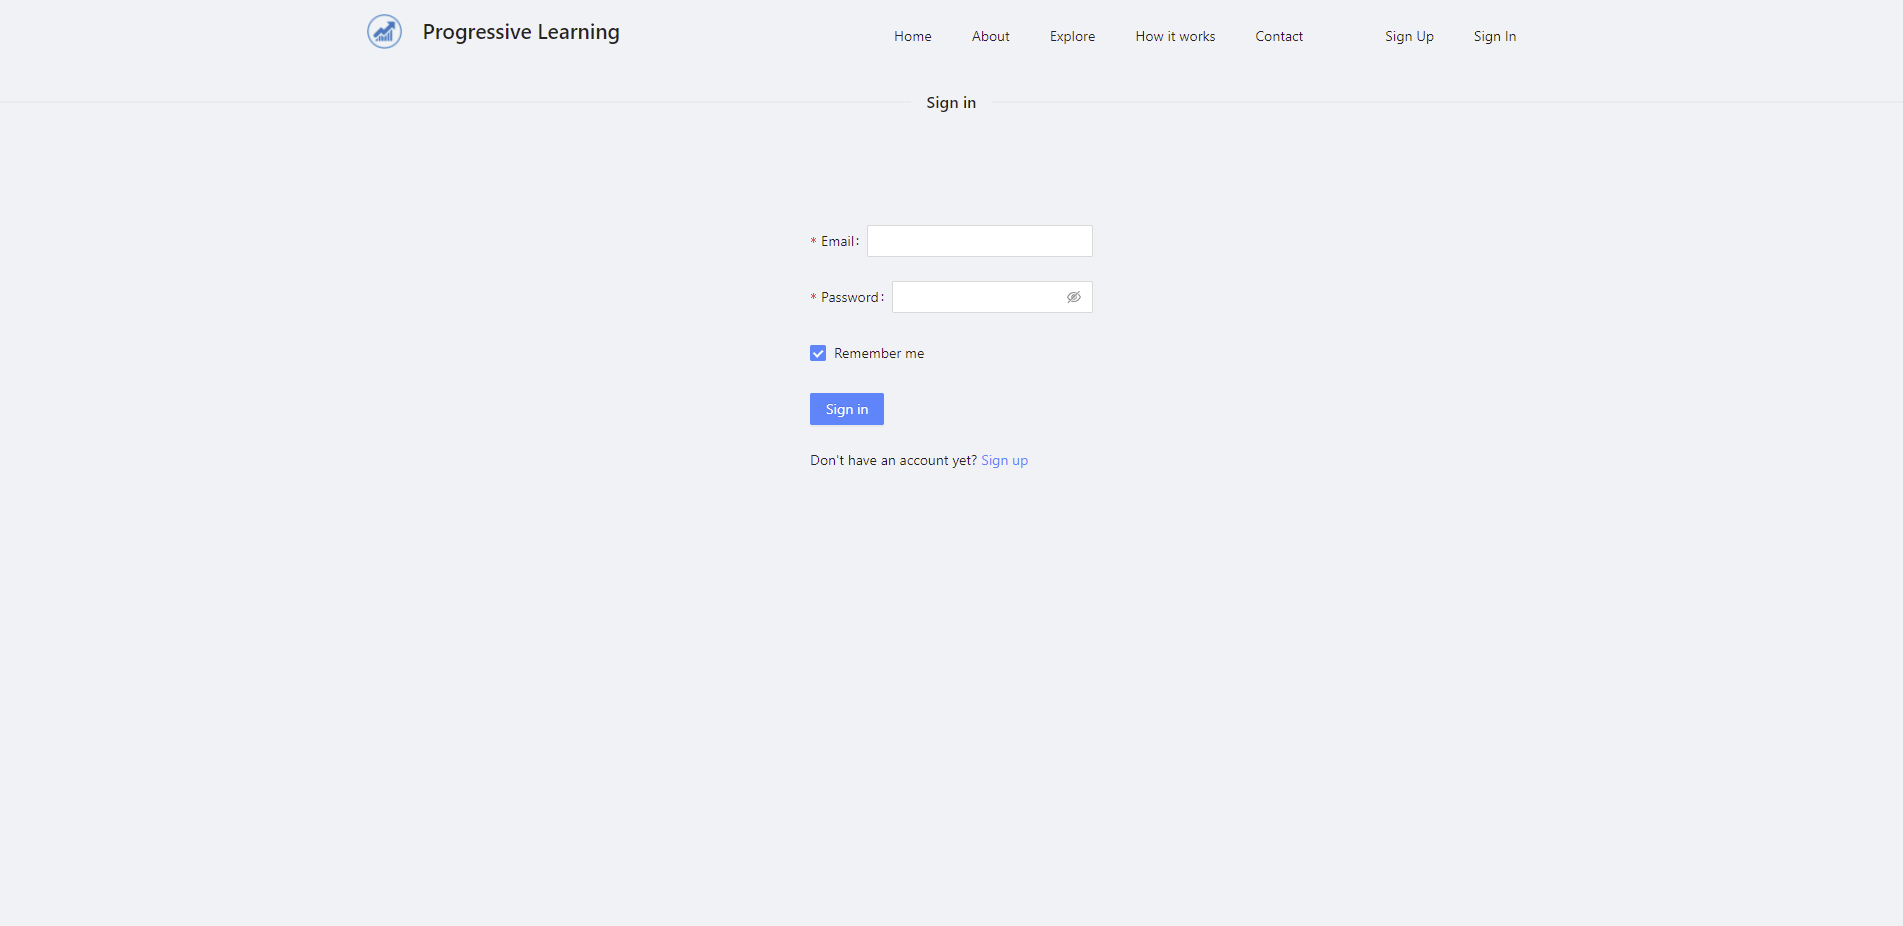 Progressive Learning
Home About Explore How it works Contact Sign Up Sign In
Sign in
* Email:
* Password:
Remember me
Sign in
Don't have an account yet? Sign up